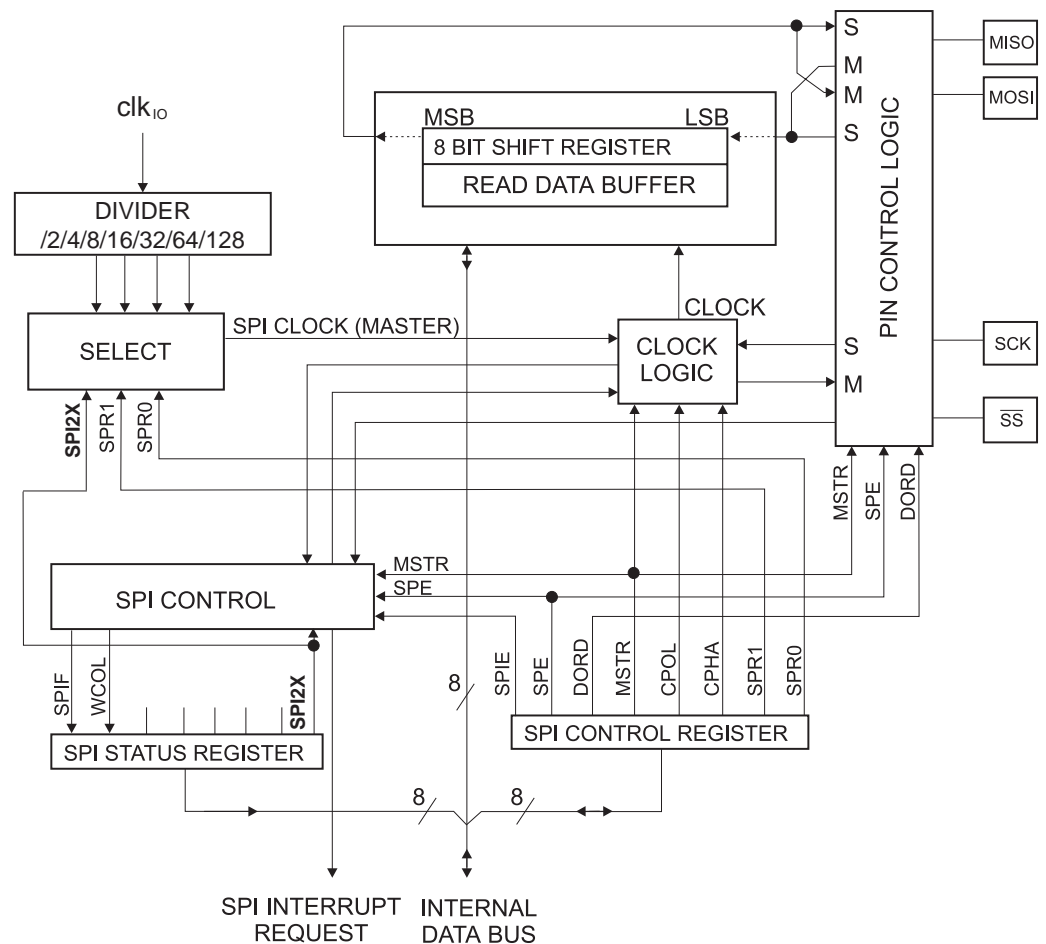 S
MISO
M
M
MOSI
clk IO
MSB
LSB
S
8 BIT SHIFT REGISTER
READ DATA BUFFER
PIN CONTROL LOGIC
DIVIDER
/2/4/8/16/32/64/128
CLOCK
SPI CLOCK (MASTER)
SELECT
CLOCK
LOGIC
S
SCK
M
SPI2X
SPR1
SPR0
SS
MSTR
SPE
DORD
MSTR
SPE
SPI CONTROL
SPIF
WCOL
SPI2X
8
SPIE
SPE
DORD
MSTR
CPOL
CPHA
SPR1
SPR0
SPI STATUS REGISTER
SPI CONTROL REGISTER
8
8
SPI INTERRUPT
REQUEST
INTERNAL
DATA BUS